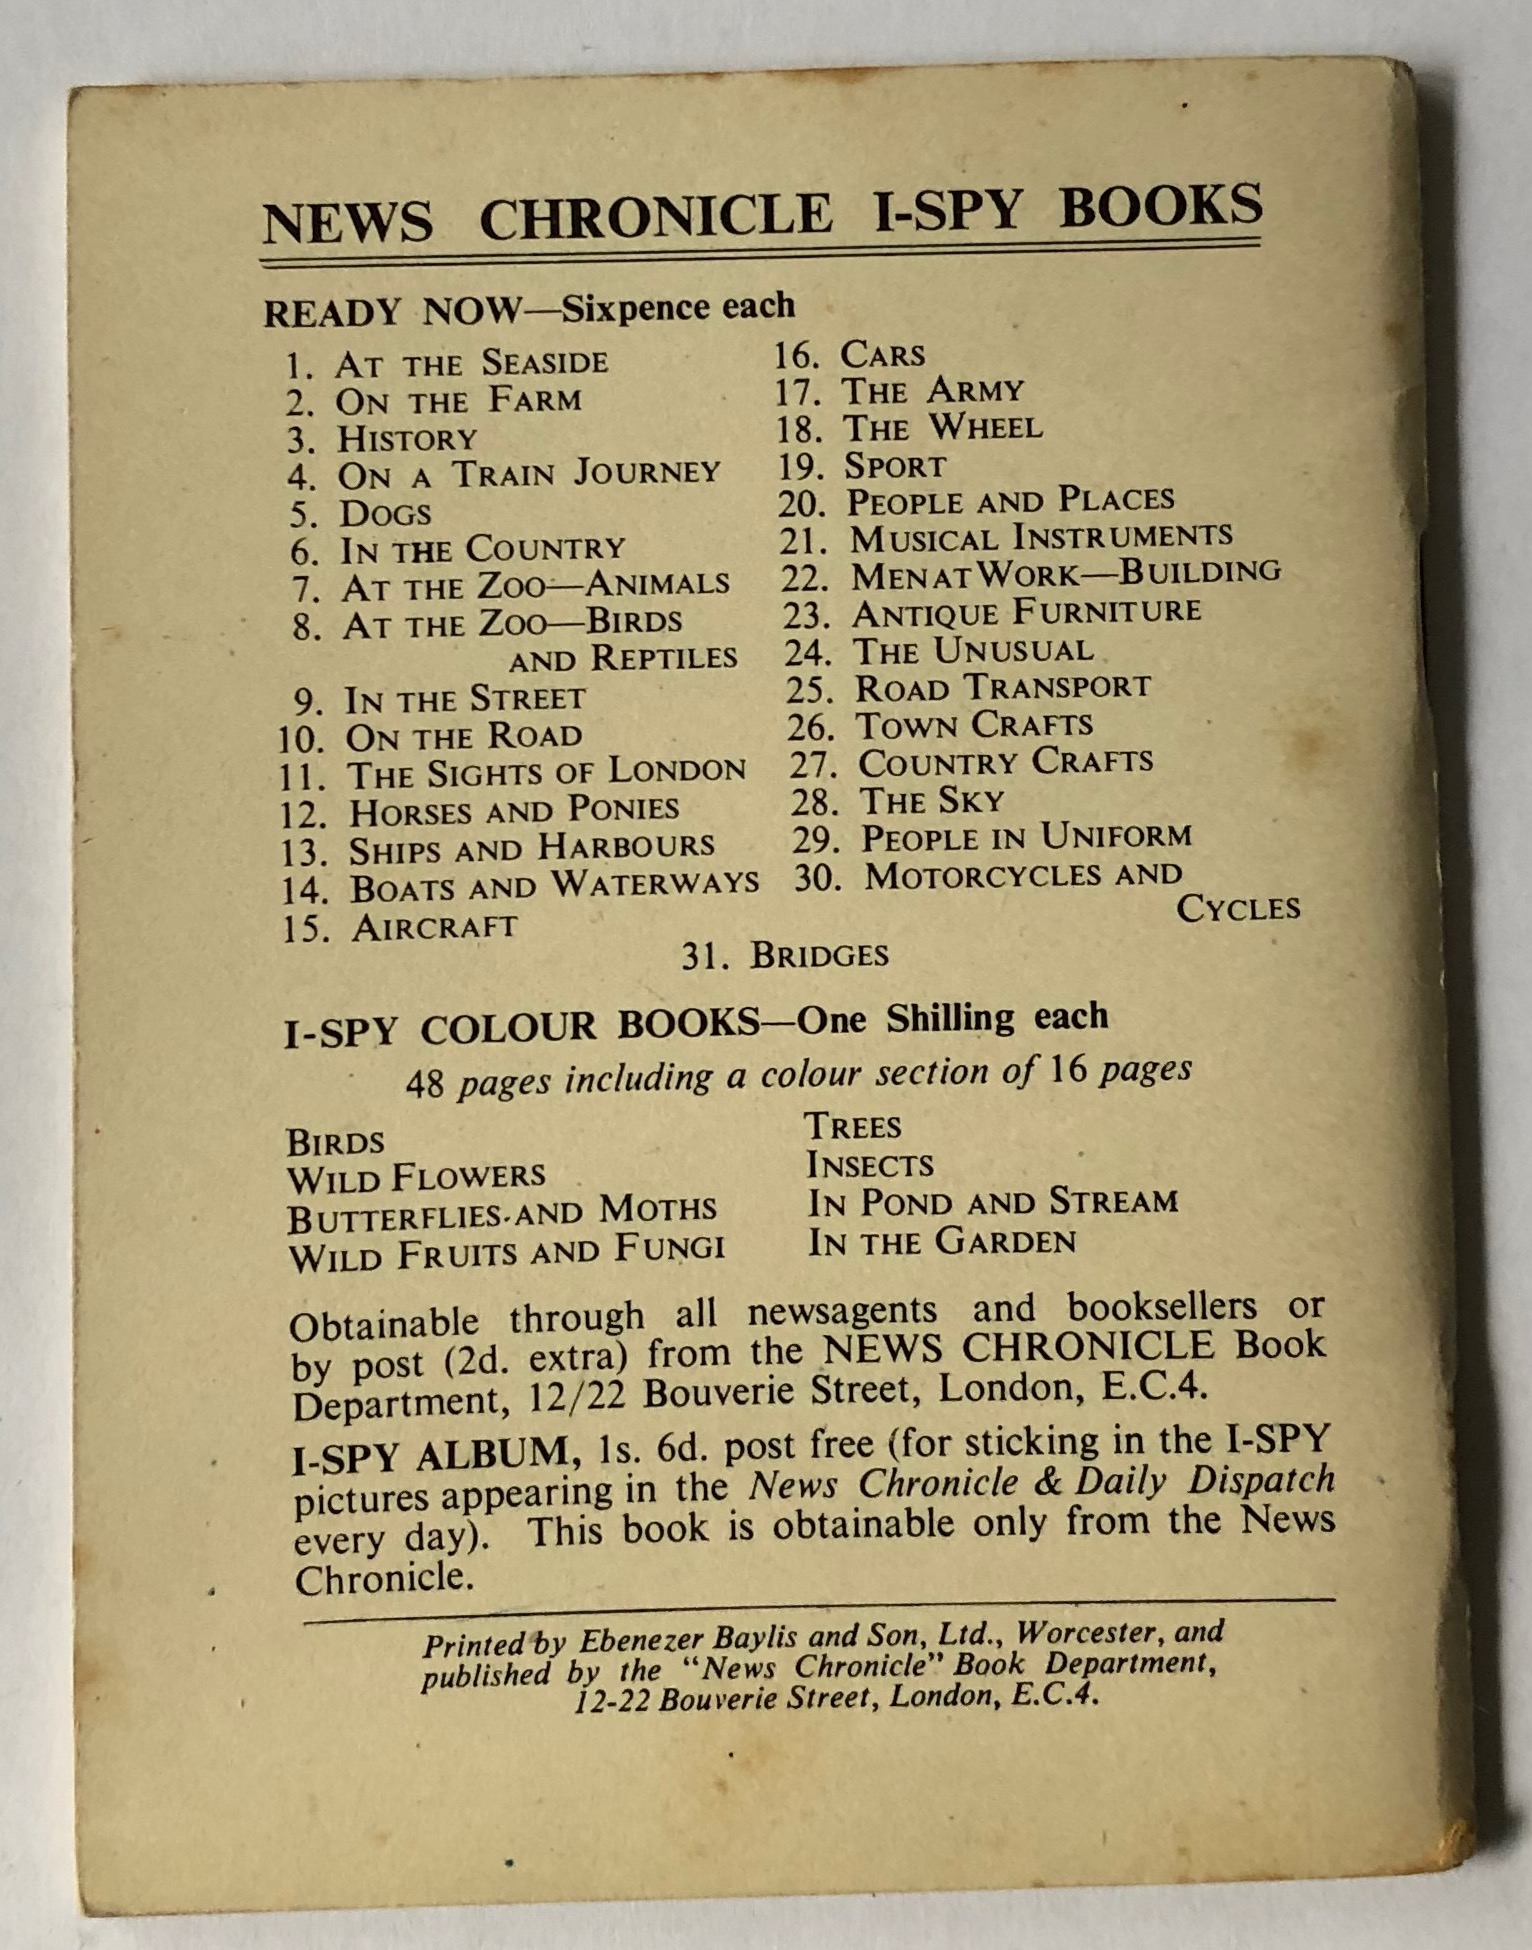 NEWS CHRONICLE I-SPY BOOKS
READY NOW—Sixpence each
1. AT THE SEASIDE
2. ON THE FARM
3. HISTORY
4. ON A TRAIN JOURNEY
5. DOGS
6. IN THE COUNTRY
7. AT THE ZOO—ANIMALS
8. AT THE ZOO—BIRDS
AND REPTILES
9. IN THE STREET
10. ON THE ROAD
11. THE SIGHTS OF LONDON
12. HORSES AND PONIES
13. SHIPS AND HARBOURS
14. BOATS AND WATERWAYS
15. AIRCRAFT
16. CARS
17. THE ARMY
18. THE WHEEL
19. SPORT
20. PEOPLE AND PLACES
21. MUSICAL INSTRUMENTS
22. MEN AT WORK—BUILDING
23. ANTIQUE FURNITURE
24. THE UNUSUAL
25. ROAD TRANSPORT
26. TOWN CRAFTS
27. COUNTRY CRAFTS
28. THE SKY
29. PEOPLE IN UNIFORM
30. MOTORCYCLES AND
CYCLES
31. BRIDGES
I-SPY COLOUR BOOKS—One Shilling each
48 pages including a colour section of 16 pages
BIRDS
WILD FLOWERS
BUTTERFLIES AND MOTHS
WILD FRUITS AND FUNGI
TREES
INSECTS
IN POND AND STREAM
IN THE GARDEN
Obtainable through all newsagents and booksellers or
by post (2d. extra) from the NEWS CHRONICLE Book
Department, 12/22 Bouverie Street, London, E.C.4.
I-SPY ALBUM, 1s. 6d. post free (for sticking in the I-SPY
pictures appearing in the News Chronicle & Daily Dispatch
every day). This book is obtainable only from the News
Chronicle.
Printed by Ebenezer Baylis and Son, Ltd., Worcester, and
published by the "News Chronicle" Book Department,
12-22 Bouverie Street, London, E.C.4.